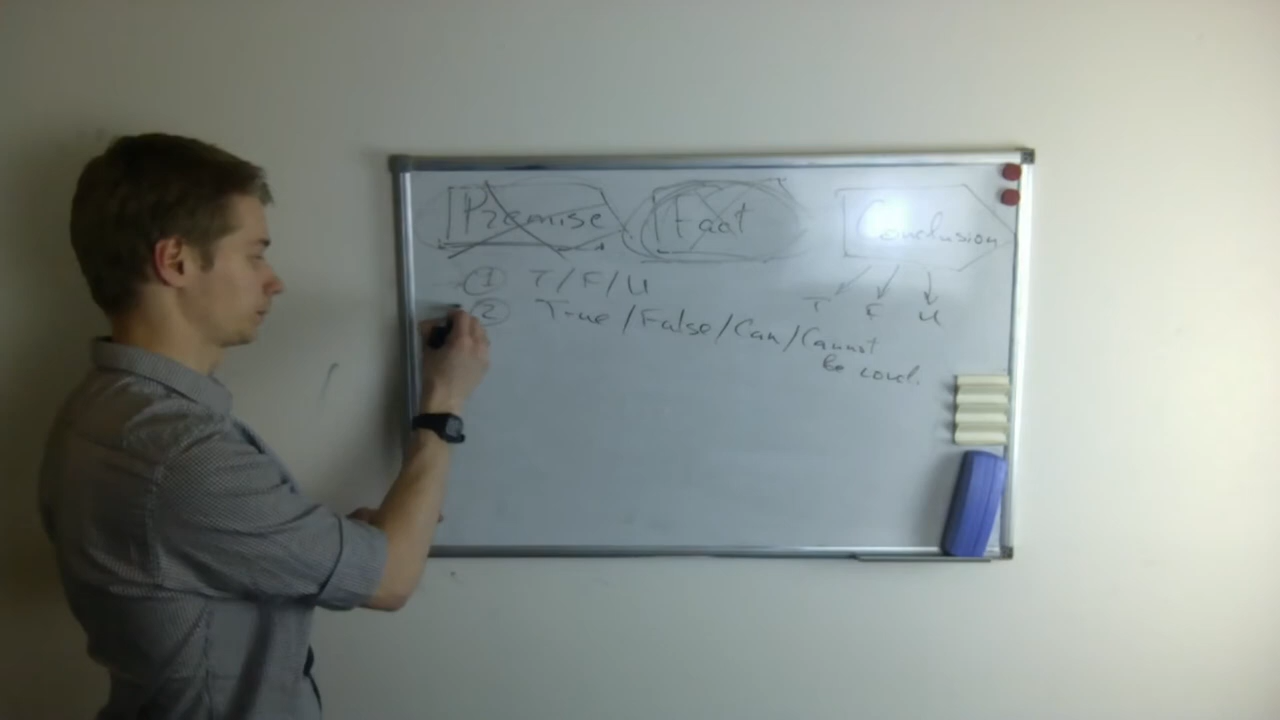 Premise Fact Conclusion
① T/F/U
T F U
② True/False/Can/Cannot
be concl.